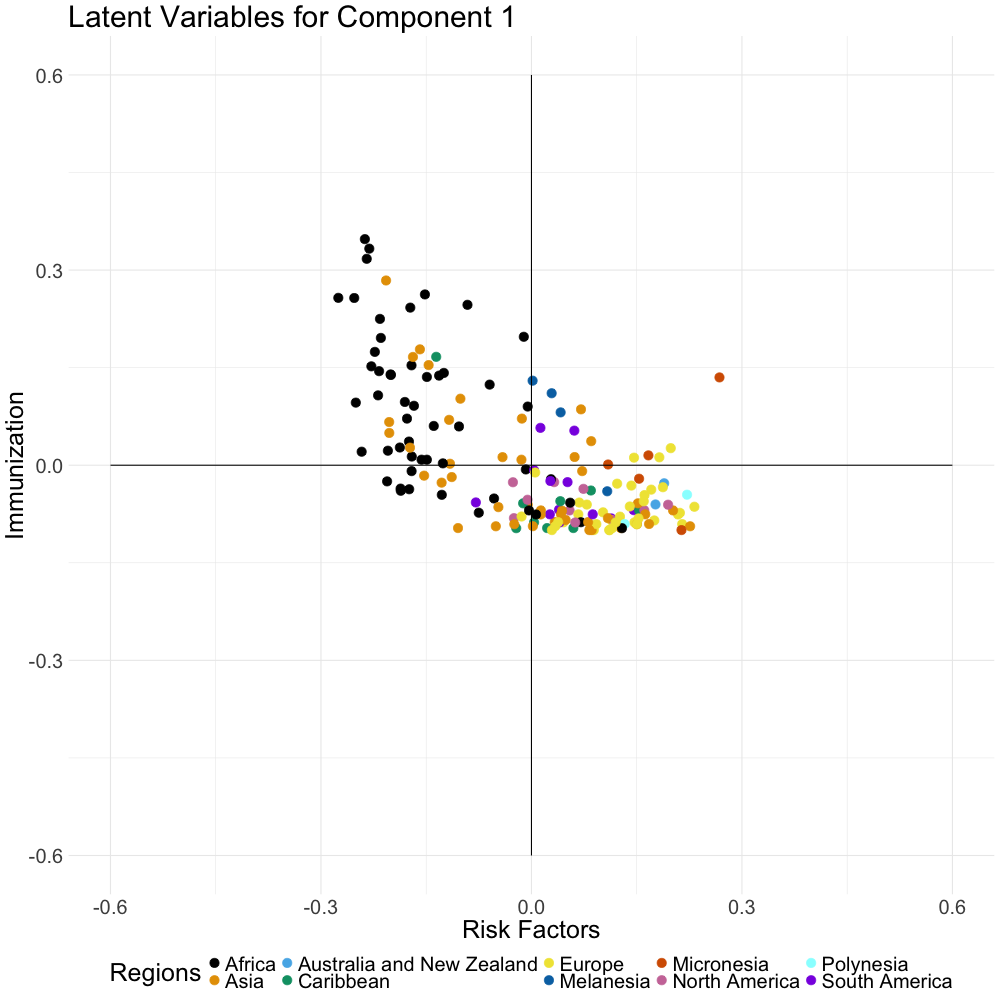 Latent Variables for Component 1
0.6
0.3
0.0
-0.3
-0.6
Immunization
-0.6 -0.3 0.0 0.3 0.6
Risk Factors
Regions
Africa Australia and New Zealand Europe Micronesia Polynesia
Asia Caribbean Melanesia North America South America